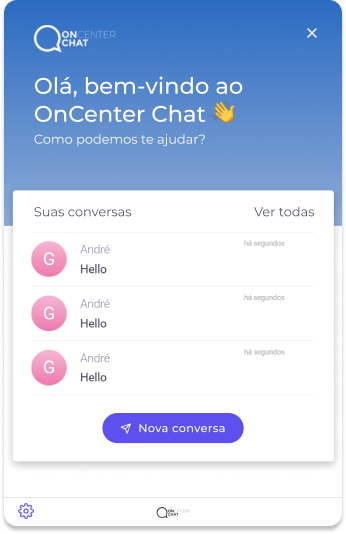 ONCENTER
CHAT
Olá, bem-vindo ao
OnCenter Chat 👋
Como podemos te ajudar?
Suas conversas Ver todas
G André há segundos
Hello
G André há segundos
Hello
G André há segundos
Hello
Nova conversa
ONCENTER
CHAT